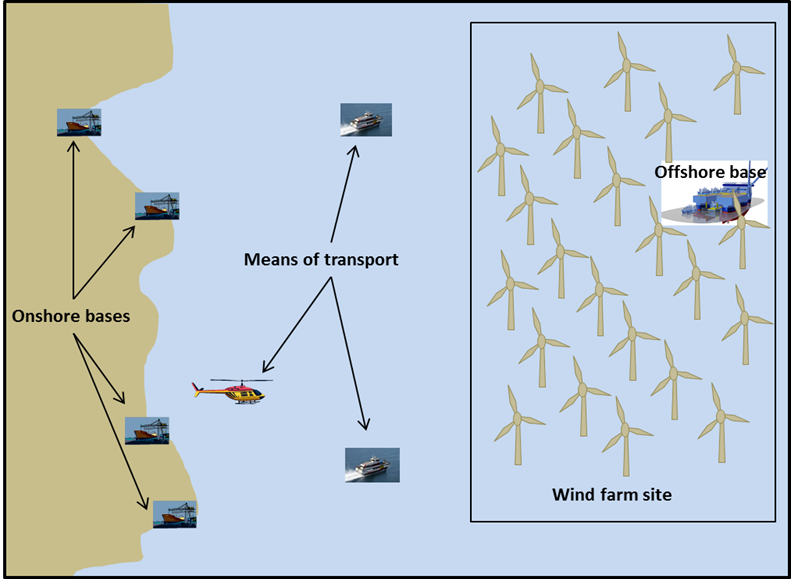 Offshore base
Means of transport
Onshore bases
Wind farm site